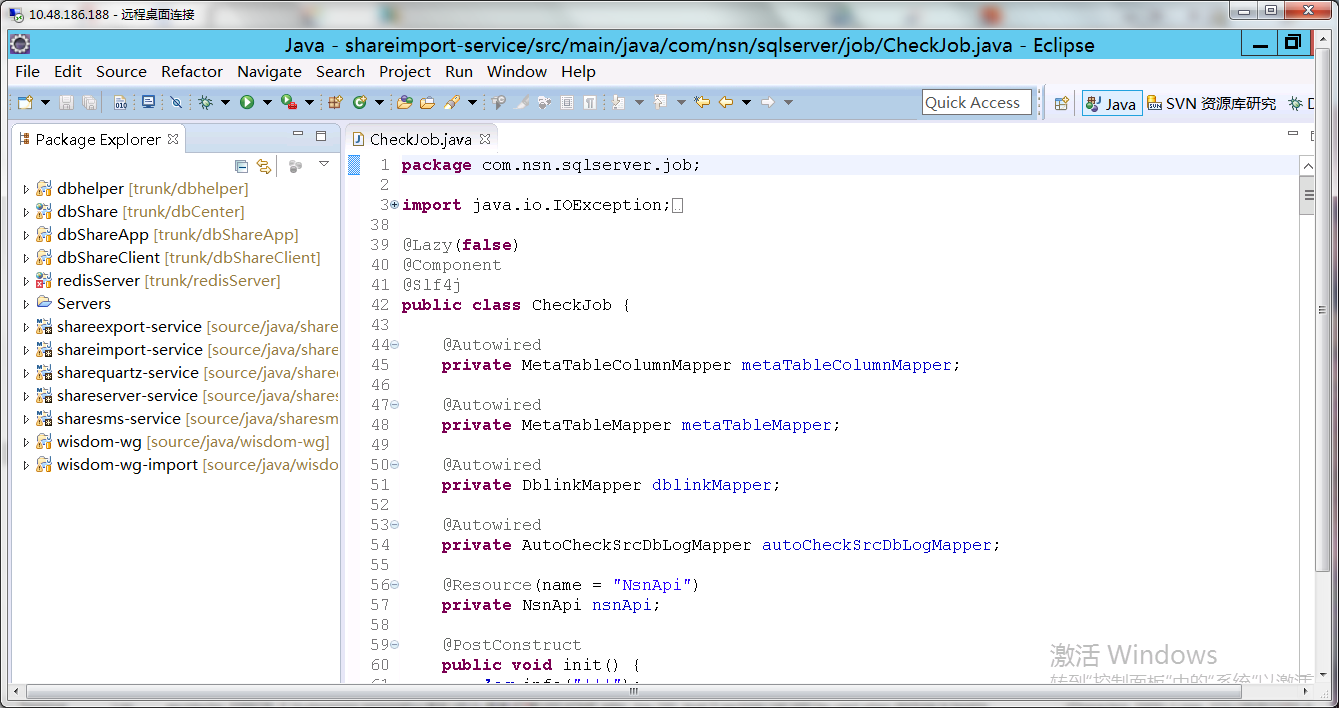 10.48.186.188 - 远程桌面连接
Java - shareimport-service/src/main/java/com/nsn/sqlserver/job/CheckJob.java - Eclipse
File Edit Source Refactor Navigate Search Project Run Window Help
Quick Access Java SVN 资源库研究 D
Package Explorer
dbhelper [trunk/dbhelper]
dbShare [trunk/dbCenter]
dbShareApp [trunk/dbShareApp]
dbShareClient [trunk/dbShareClient]
redisServer [trunk/redisServer]
Servers
shareexport-service [source/java/share
shareimport-service [source/java/share
sharequartz-service [source/java/share
shareserver-service [source/java/shares
sharesms-service [source/java/sharesm
wisdom-wg [source/java/wisdom-wg]
wisdom-wg-import [source/java/wisdo
CheckJob.java
1 package com.nsn.sqlserver.job;
2
3 import java.io.IOException;
38
39 @Lazy(false)
40 @Component
41 @Slf4j
42 public class CheckJob {
43
44 @Autowired
45 private MetaTableColumnMapper metaTableColumnMapper;
46
47 @Autowired
48 private MetaTableMapper metaTableMapper;
49
50 @Autowired
51 private DblinkMapper dblinkMapper;
52
53 @Autowired
54 private AutoCheckSrcDbLogMapper autoCheckSrcDbLogMapper;
55
56 @Resource(name = "NsnApi")
57 private NsnApi nsnApi;
58
59 @PostConstruct
60 public void init() {
激活 Windows
转到"控制面板"中的"系统"以激活